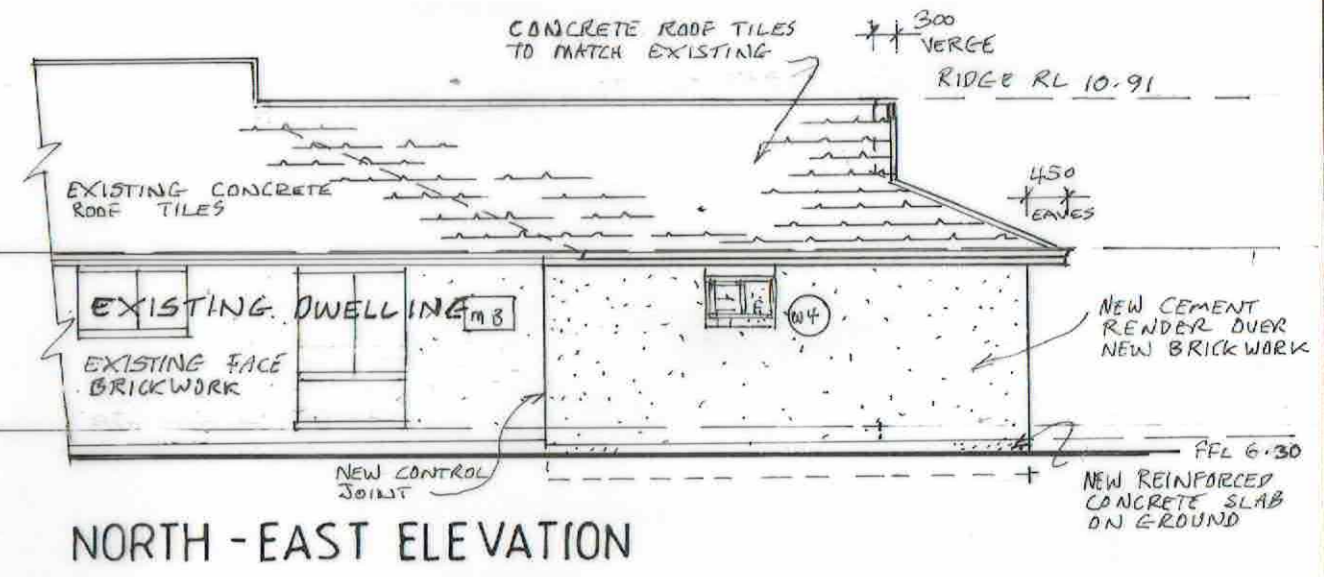 CONCRETE ROOF TILES
TO MATCH EXISTING
300
VERGE
RIDGE RL 10.91
450
EAVES
EXISTING CONCRETE
ROOF TILES
EXISTING DWELLING
m 3
W4
E
EXISTING FACE
BRICKWORK
NEW CEMENT
RENDER OVER
NEW BRICKWORK
FFL 6.30
NEW CONTROL
JOINT
NEW REINFORCED
CONCRETE SLAB
ON GROUND
NORTH - EAST ELEVATION